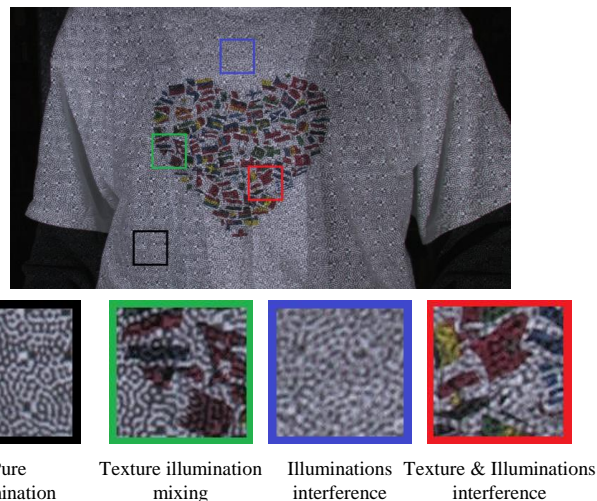 Texture illumination
mixing
Illuminations
interference
Texture & Illuminations
interference